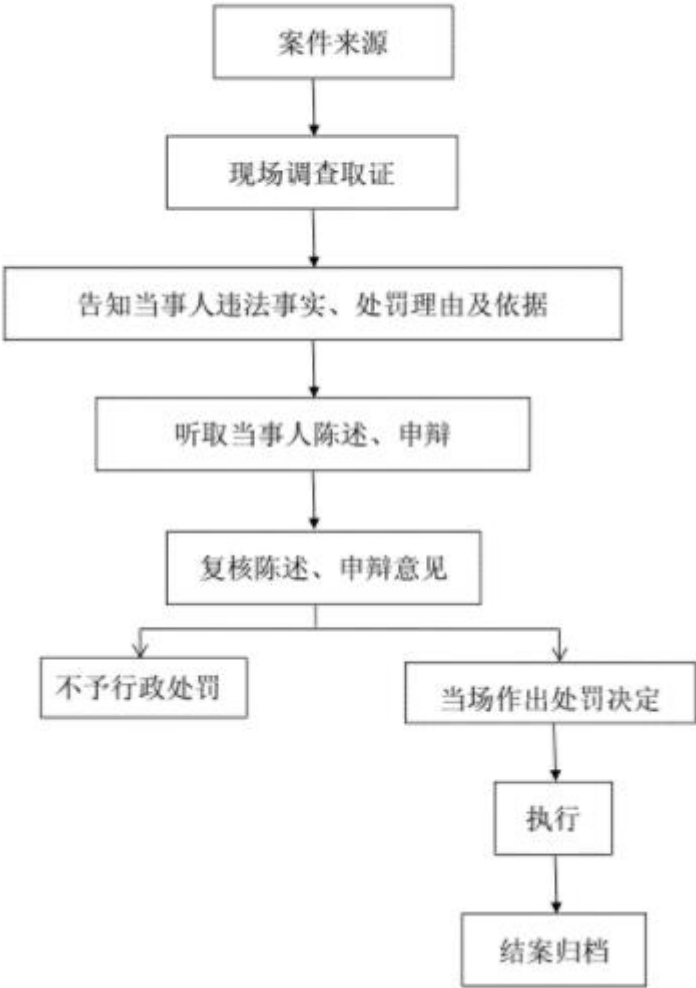 案件来源
现场调查取证
告知当事人违法事实、处罚理由及依据
听取当事人陈述、申辩
复核陈述、申辩意见
不予行政处罚
当场作出处罚决定
执行
结案归档